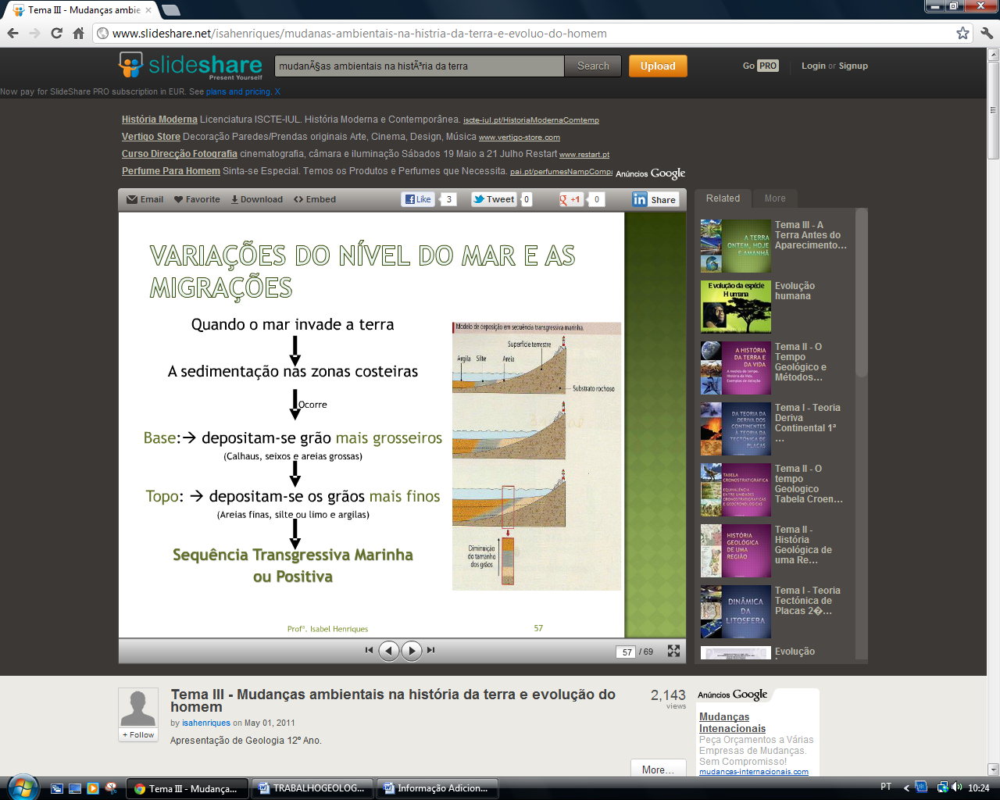 Tema III - Mudanças ambie
www.slideshare.net/isahenriques/mudanas-ambientais-na-histria-da-terra-e-evoluo-do-homem
slideshare
Present Yourself
mudanÃ§as ambientais na histÃ³ria da terra
Search
Upload
Go PRO
Login or Signup
Now pay for SlideShare PRO subscription in EUR. See plans and pricing. X
História Moderna Licenciatura ISCTE-IUL. História Moderna e Contemporânea. iscte-iul.pt/HistoriaModernaComtemp
Vertigo Store Decoração Paredes/Prendas originais Arte, Cinema, Design, Música www.vertigo-store.com
Curso Direcção Fotografia cinematografia, câmara e iluminação Sábados 19 Maio a 21 Julho Restart www.restart.pt
Perfume Para Homem Sinta-se Especial. Temos os Produtos e Perfumes que Necessita. pai.pt/perfumesNampCompa
Anúncios Google
Email Favorite Download Embed Like 3 Tweet 0 +1 0 Share
VARIAÇÕES DO NÍVEL DO MAR E AS
MIGRAÇÕES
Quando o mar invade a terra
A sedimentação nas zonas costeiras
Ocorre
Base:→ depositam-se grão mais grosseiros
(Calhaus, seixos e areias grossas)
Topo: → depositam-se os grãos mais finos
(Areias finas, silte ou limo e argilas)
Sequência Transgressiva Marinha
ou Positiva
Modelo de deposição em sequência transgressiva marinha.
Superfície terrestre
Argila Silte Areia
Substrato rochoso
Diminuição
do tamanho
dos grãos
Profª. Isabel Henriques
57
57 / 69
Related
More
Tema III - A
Terra Antes do
Aparecimento...
A TERRA
ONTEM, HOJE
E AMANHÃ
Evolução
humana
Evolução da espécie
Humana
Tema II - O
Tempo
Geológico e
Métodos...
A HISTÓRIA
DA TERRA E
DA VIDA
A medida do tempo.
História da Vida.
Exemplos de datação
Tema I - Teoria
Deriva
Continental 1ª
...
DA TEORIA DA
DERIVA DOS
CONTINENTES
À TEORIA DA
TECTÓNICA DE
PLACAS
Tema II - O
tempo
Geologico
Tabela Croen...
TABELA
CRONOSTRATIGRÁFICA
EQUIVALÊNCIA
ENTRE UNIDADES
CRONOSTRATIGRÁFICAS
E GEOCRONOLÓGICAS
Tema II -
História
Geológica de
uma Re...
HISTÓRIA
GEOLÓGICA
DE UMA
REGIÃO
Tema I - Teoria
Tectónica de
Placas 2�...
DINÂMICA
DA
LITOSFERA
Evolução
Tema III - Mudanças ambientais na história da terra e evolução do
homem
by isahenriques on May 01, 2011
Apresentação de Geologia 12º Ano.
+ Follow
2,143
views
More...
Anúncios Google
Mudanças
Intenacionais
Peça Orçamentos a Várias
Empresas de Mudanças.
Sem Compromisso!
mudancas-internacionais.com
Tema III - Mudança...
TRABALHOGEOLOG...
Informação Adicion...
PT
10:24